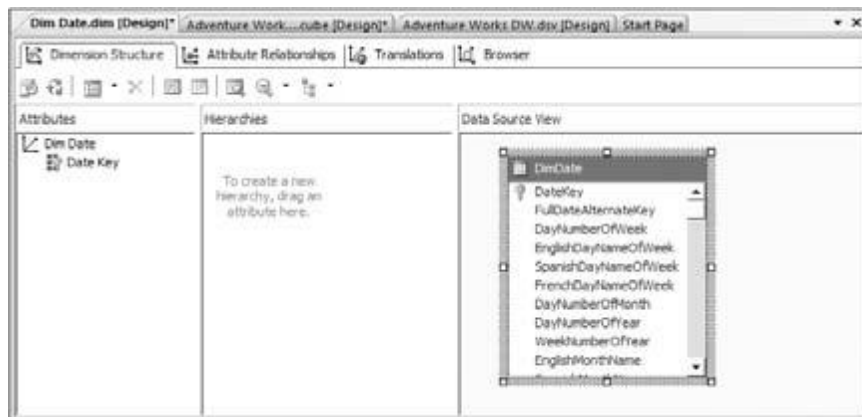 Dim Date.dim [Design]* Adventure Work....cube [Design]* Adventure Works DW.dsv [Design] Start Page
Dimension Structure Attribute Relationships Translations Browser
Attributes Hierarchies Data Source View
Dim Date
Date Key
To create a new
hierarchy, drag an
attribute here.
DimDate
DateKey
FullDateAlternateKey
DayNumberOfWeek
EnglishDayNameOfWeek
SpanishDayNameOfWeek
FrenchDayNameOfWeek
DayNumberOfMonth
DayNumberOfYear
WeekNumberOfYear
EnglishMonthName